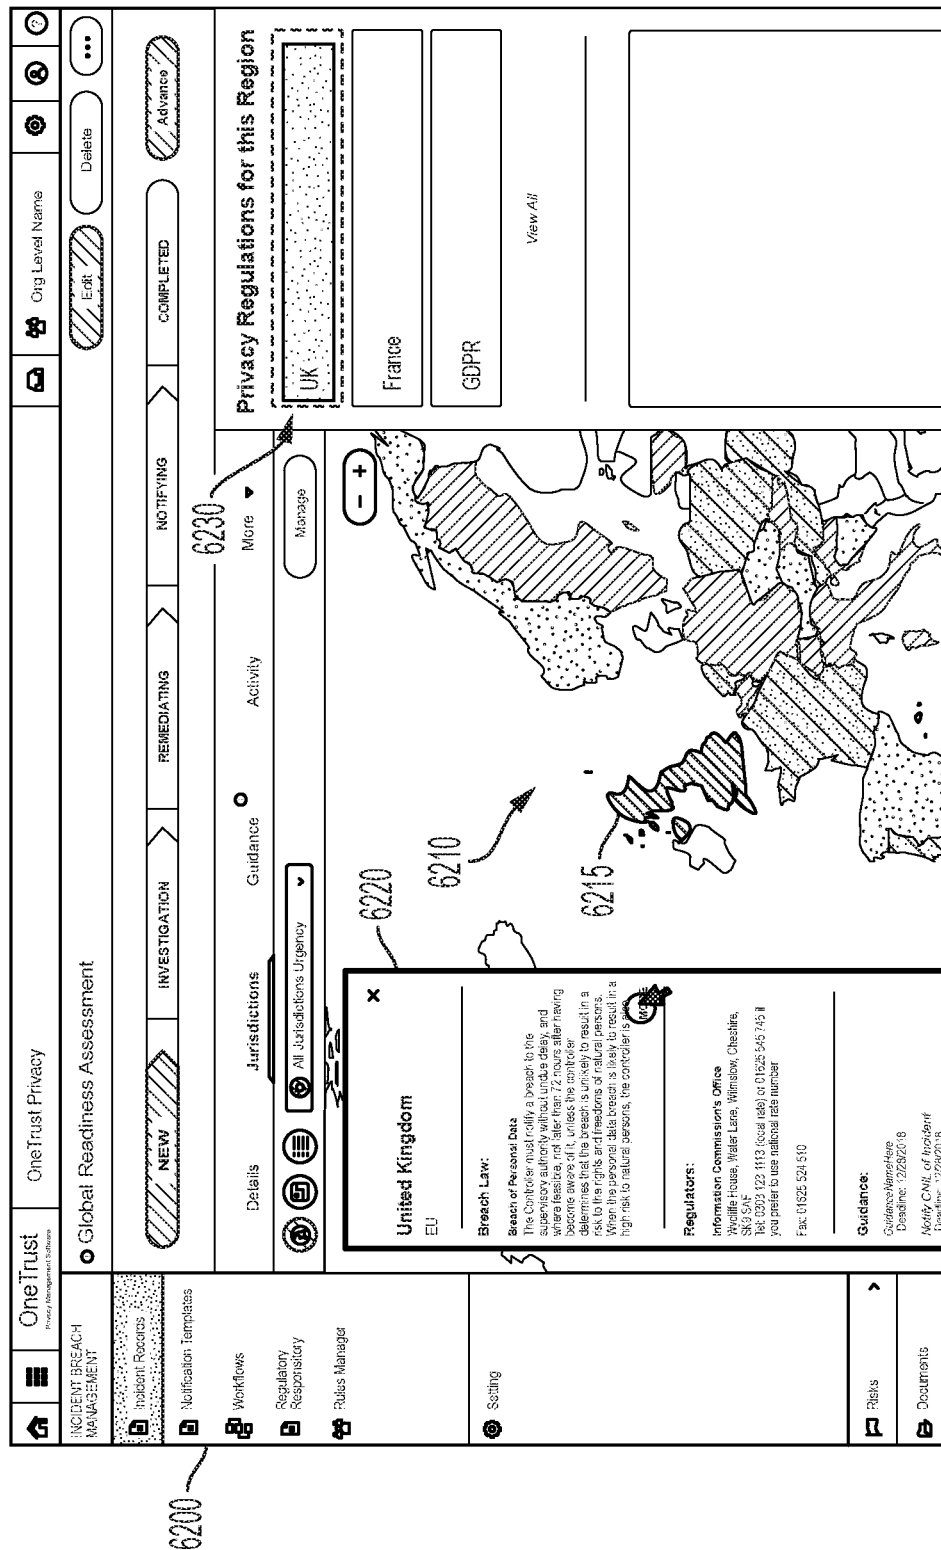 OneTrust
Privacy Management Software
OneTrust Privacy
Org Level Name
?
INCIDENT BREACH
MANAGEMENT
Global Readiness Assessment
Edit
Delete
•••
Incident Records
Notification Templates
Workflows
Regulatory
Responsitory
Rules Manager
Setting
Risks
Documents
NEW
INVESTIGATION
REMEDIATING
NOTIFYING
COMPLETED
Advance
Details
Jurisdictions
Guidance
Activity
More
All Jurisdictions Urgency
Manage
- +
United Kingdom
EU
Breach Law:
Breach of Personal Data
The Controller must notify a breach to the
supervisory authority without undue delay, and
where feasible, not later than 72 hours after having
become aware of it, unless the controller
determines that the breach is unlikely to result in a
risk to the rights and freedoms of natural persons.
When the personal data breach is likely to result in a
high risk to natural persons, the controller is also
MORE
Regulators:
Information Commission's Office
Wycliffe House, Water Lane, Wilmslow, Cheshire,
SK9 5AF
Tel: 0303 123 1113 (local rate) or 01625 545 745 if
you prefer to use national rate number
Fax: 01625 524 510
Guidance:
GuidanceNameHere
Deadline: 12/28/2018
Notify CNIL of Incident
Deadline: 12/28/2018
Privacy Regulations for this Region
UK
France
GDPR
View All
6200
6210
6215
6220
6230